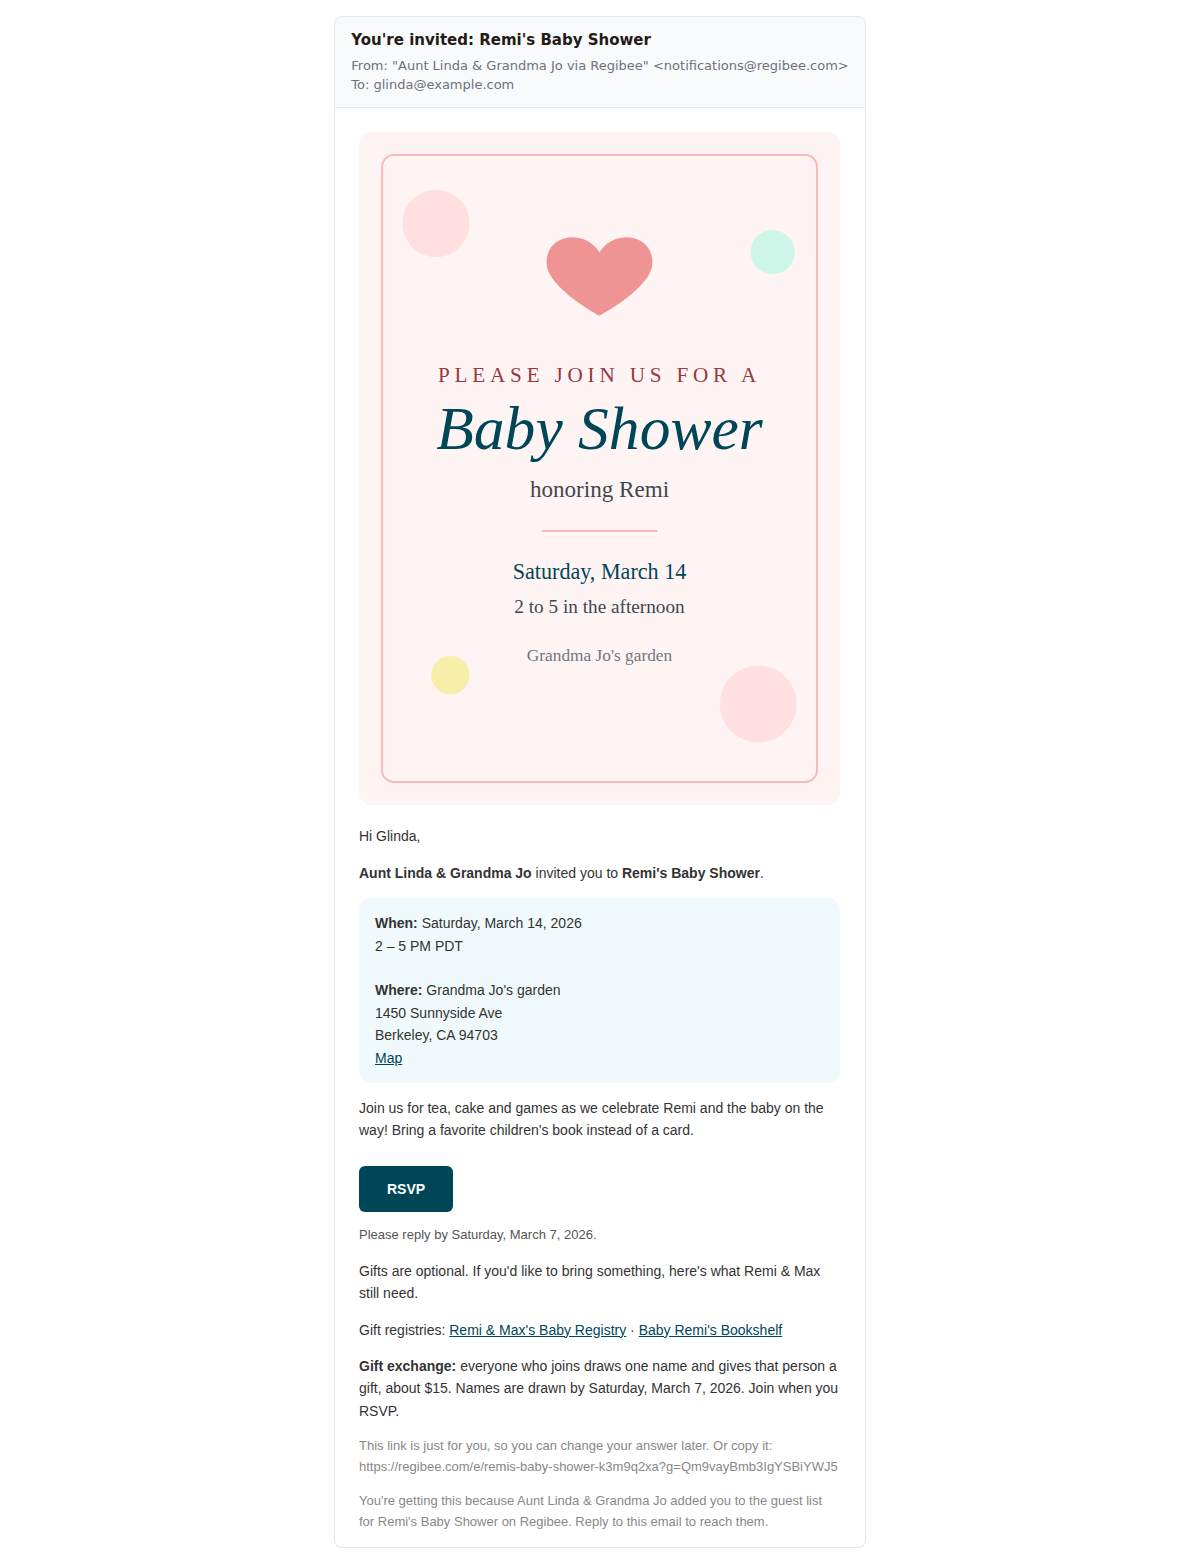 You're invited: Remi's Baby Shower
From: "Aunt Linda & Grandma Jo via Regibee" <notifications@regibee.com>
To: glinda@example.com
PLEASE JOIN US FOR A
Baby Shower
honoring Remi
Saturday, March 14
2 to 5 in the afternoon
Grandma Jo's garden
Hi Glinda,
Aunt Linda & Grandma Jo invited you to Remi's Baby Shower.
When: Saturday, March 14, 2026
2 – 5 PM PDT
Where: Grandma Jo's garden
1450 Sunnyside Ave
Berkeley, CA 94703
Map
Join us for tea, cake and games as we celebrate Remi and the baby on the
way! Bring a favorite children's book instead of a card.
RSVP
Please reply by Saturday, March 7, 2026.
Gifts are optional. If you'd like to bring something, here's what Remi & Max
still need.
Gift registries: Remi & Max's Baby Registry · Baby Remi's Bookshelf
Gift exchange: everyone who joins draws one name and gives that person a
gift, about $15. Names are drawn by Saturday, March 7, 2026. Join when you
RSVP.
This link is just for you, so you can change your answer later. Or copy it:
https://regibee.com/e/remis-baby-shower-k3m9q2xa?g=Qm9vayBmb3IgYSBiYWJ5
You're getting this because Aunt Linda & Grandma Jo added you to the guest list
for Remi's Baby Shower on Regibee. Reply to this email to reach them.